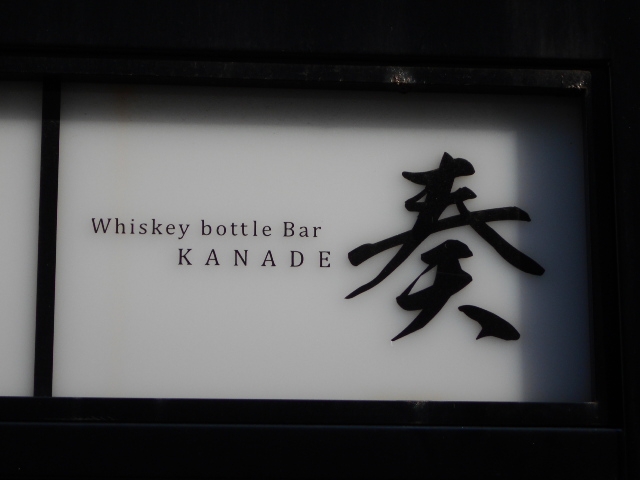 Whiskey bottle Bar
KANADE
奏